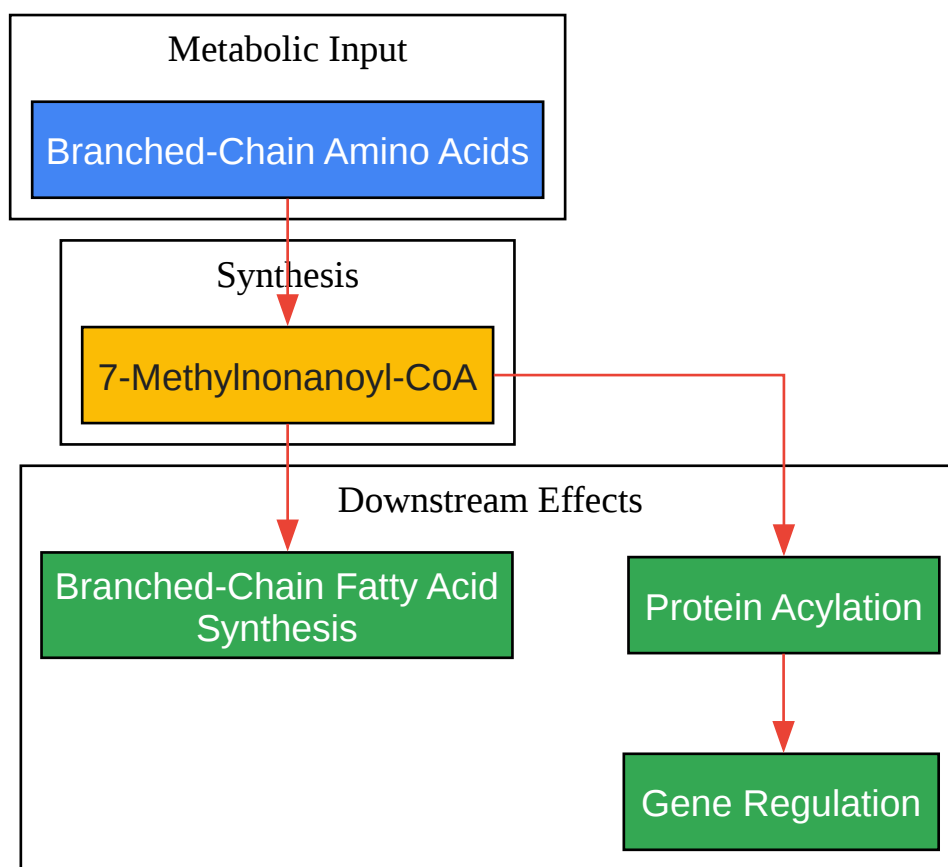 Metabolic Input
Branched-Chain Amino Acids
Synthesis
7-Methylnonanoyl-CoA
Downstream Effects
Branched-Chain Fatty Acid
Synthesis
Protein Acylation
Gene Regulation